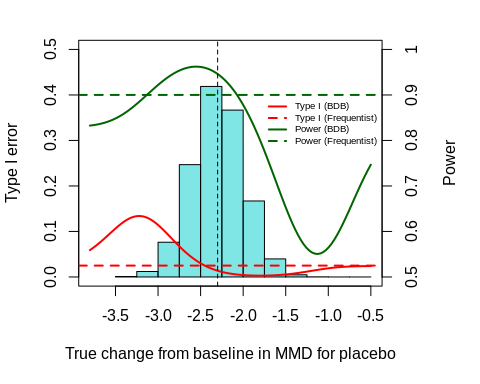 0.5
0.4
0.3
0.2
0.1
0.0
Type I error
1
0.9
0.8
0.7
0.6
0.5
Power
Type I (BDB)
Type I (Frequentist)
Power (BDB)
Power (Frequentist)
-3.5 -3.0 -2.5 -2.0 -1.5 -1.0 -0.5
True change from baseline in MMD for placebo